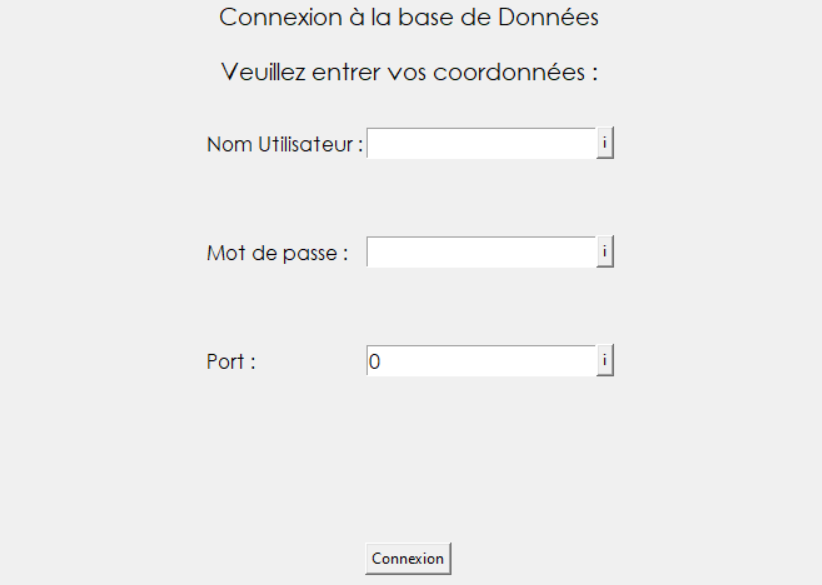 Connexion à la base de Données
Veuillez entrer vos coordonnées :
Nom Utilisateur : i
Mot de passe : i
Port : 0 i
Connexion